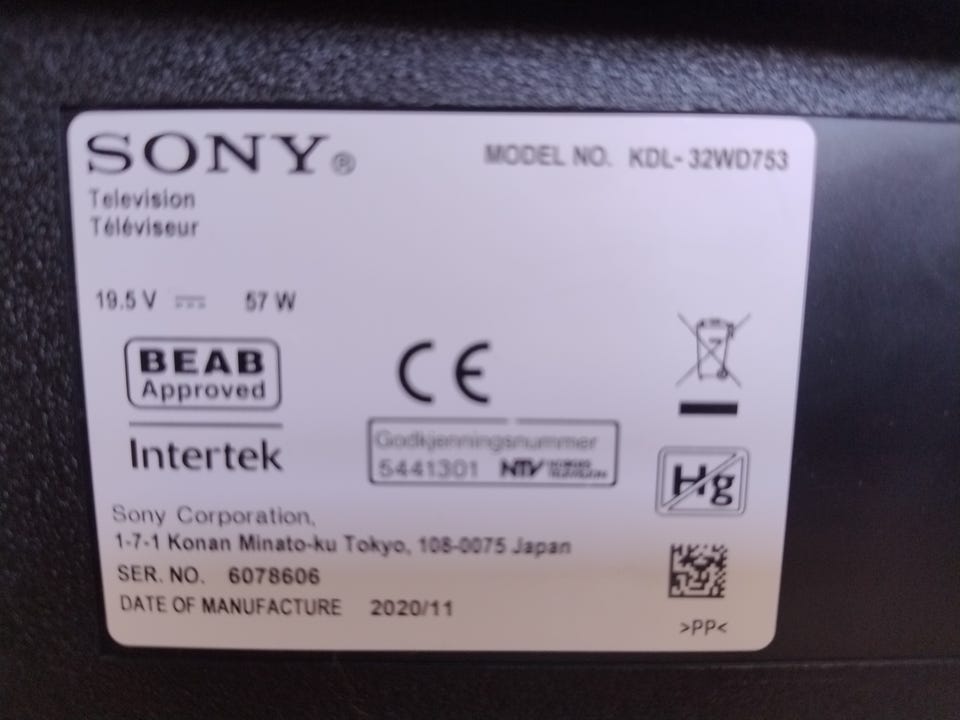 SONY®
MODEL NO. KDL-32WD753
Television
Téléviseur
19.5 V 57 W
BEAB
Approved
Intertek
CE
Godkjenningsnummer
5441301 NTV
Hg
Sony Corporation,
1-7-1 Konan Minato-ku Tokyo, 108-0075 Japan
SER. NO. 6078606
DATE OF MANUFACTURE 2020/11
>PP<